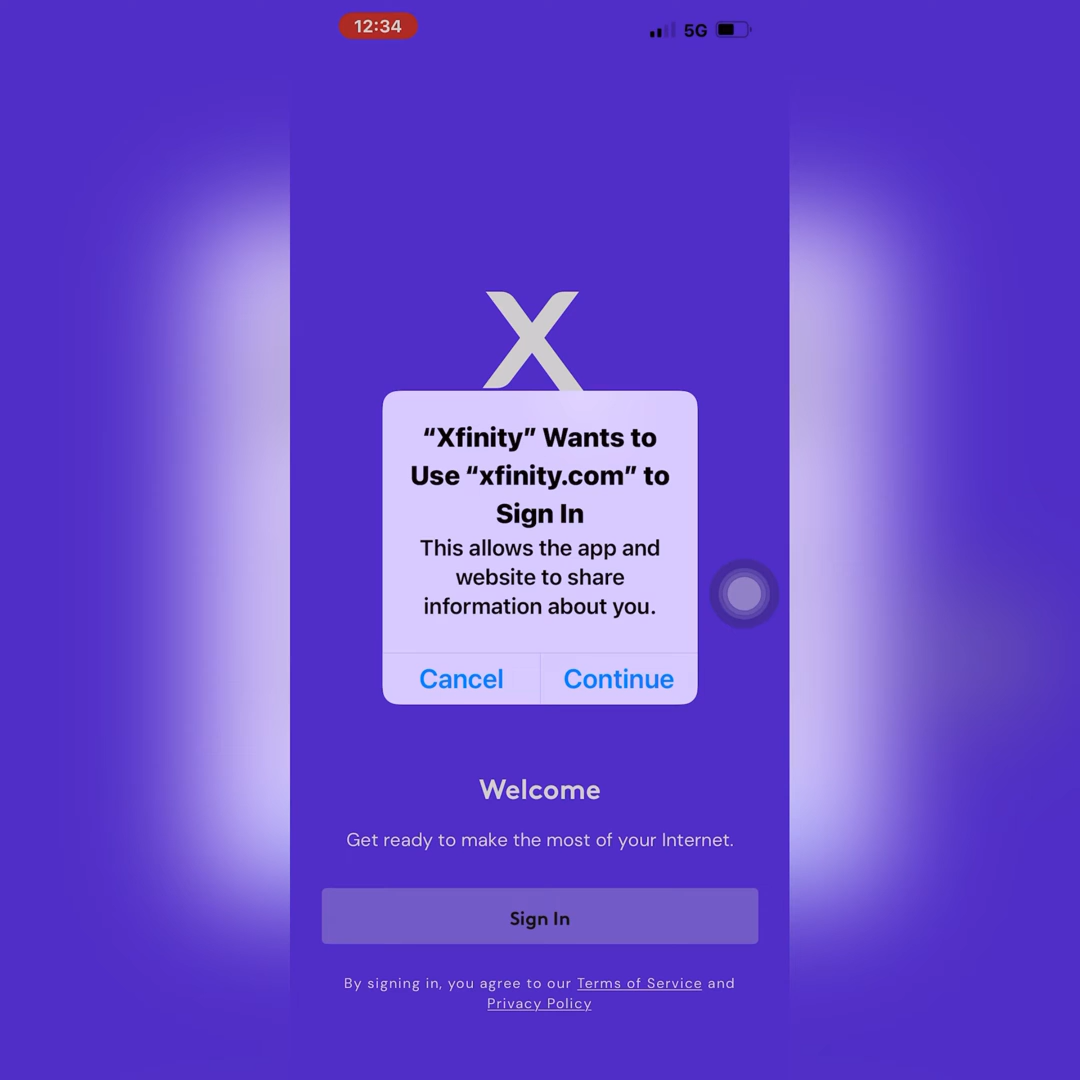 12:34
5G
X
“Xfinity” Wants to
Use “xfinity.com” to
Sign In
This allows the app and
website to share
information about you.
Cancel
Continue
Welcome
Get ready to make the most of your Internet.
Sign In
By signing in, you agree to our Terms of Service and
Privacy Policy